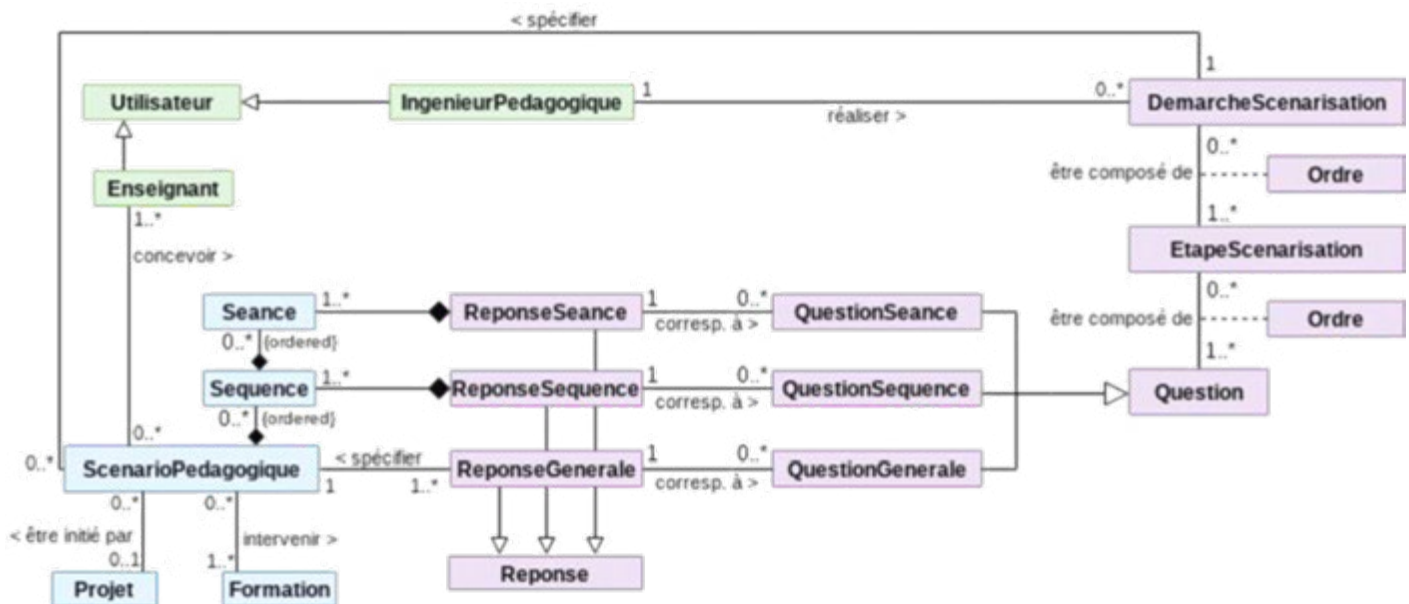 < spécifier
1
Utilisateur
IngenieurPedagogique
1
0..*
DemarcheScenarisation
réaliser >
0..*
être composé de
Ordre
Enseignant
1..*
1..*
EtapeScenarisation
concevoir >
Seance
1..*
ReponseSeance
1
0..*
QuestionSeance
0..*
corresp. à >
être composé de
Ordre
0..*
{ordered}
1..*
Sequence
1..*
ReponseSequence
1
0..*
QuestionSequence
Question
corresp. à >
0..*
{ordered}
0..*
0..*
ScenarioPedagogique
< spécifier
1
1..*
ReponseGenerale
1
0..*
QuestionGenerale
corresp. à >
0..*
0..*
< être initié par
intervenir >
0..1
1..*
Projet
Formation
Reponse